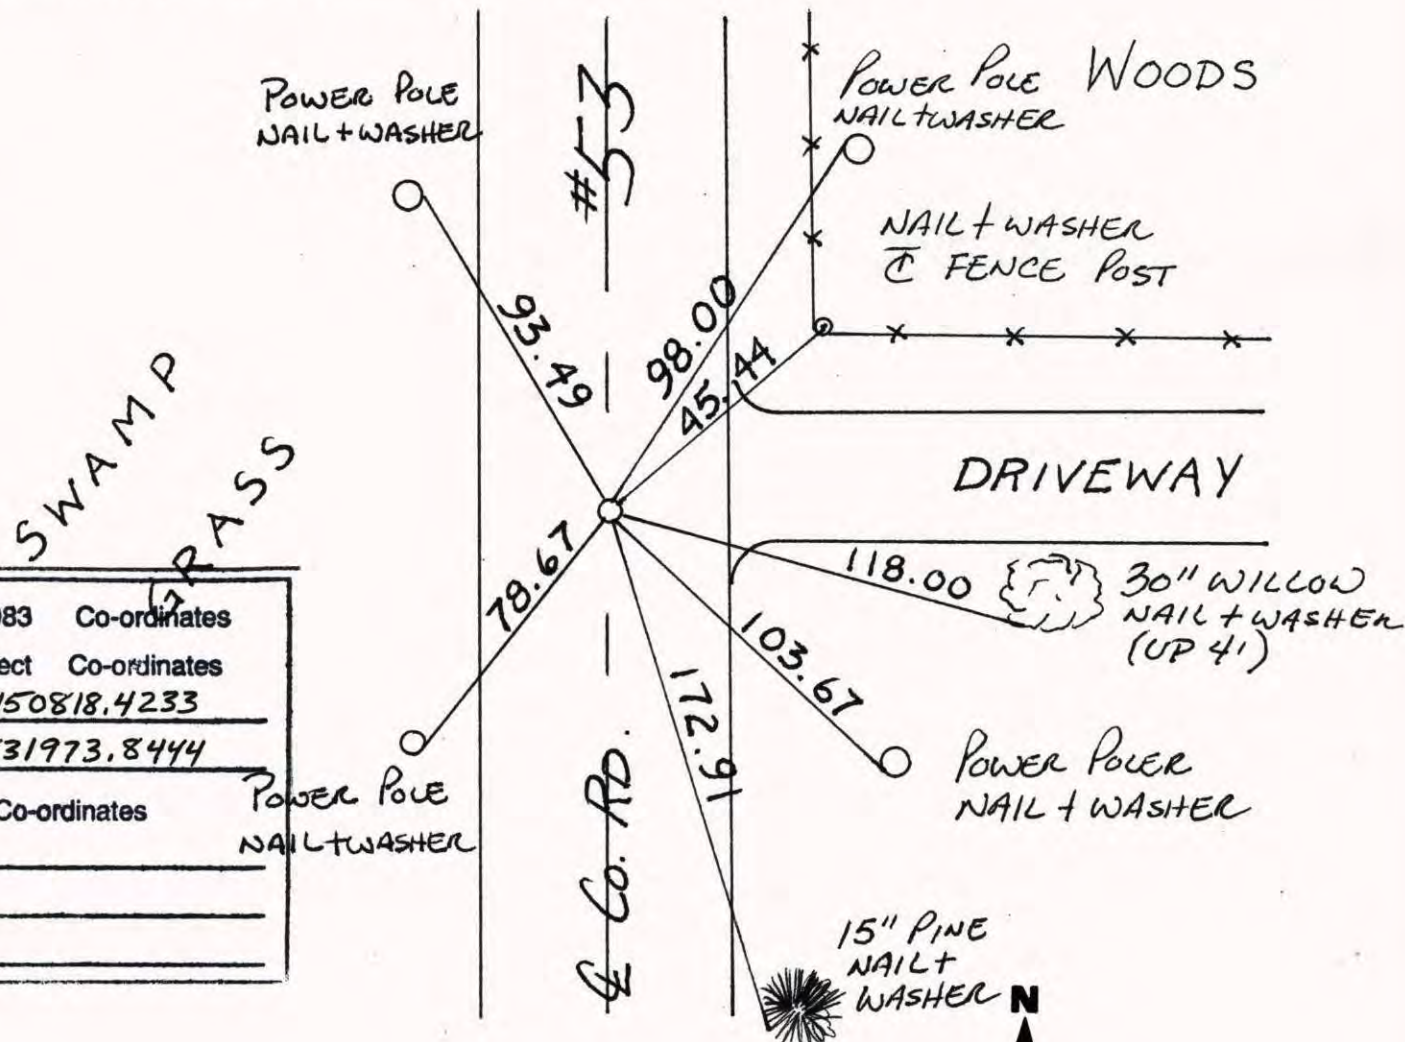 POWER POLE
NAIL + WASHER
#53
POWER POLE
NAIL + WASHER
WOODS
NAIL + WASHER
℄ FENCE POST
93.49
98.00
45.44
SWAMP
GRASS
DRIVEWAY
78.67
118.00
30" WILLOW
NAIL + WASHER
(UP 4')
103.67
172.91
983 Co-ordinates
ect Co-ordinates
150818.4233
31973.8444
Co-ordinates
POWER POLE
NAIL + WASHER
℄ Co. RD.
POWER POLER
NAIL + WASHER
15" PINE
NAIL +
WASHER
N